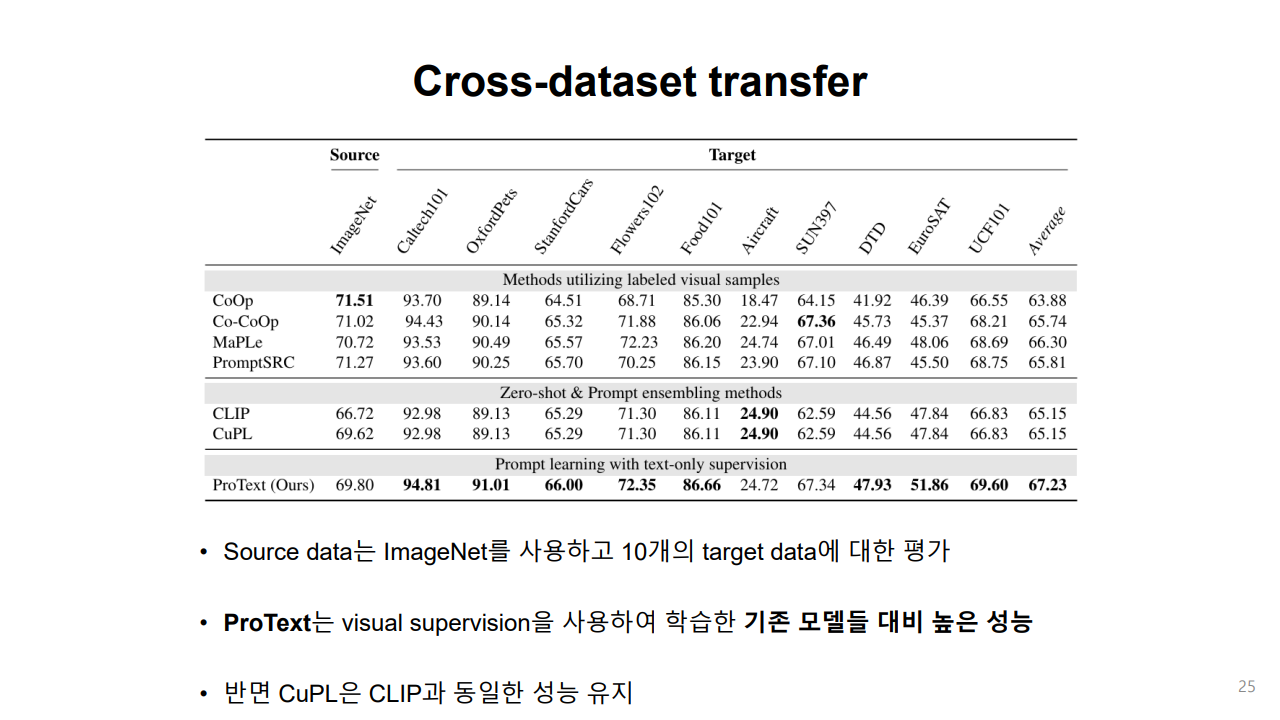 Cross-dataset transfer
Source Target
ImageNet Caltech101 OxfordPets StanfordCars Flowers102 Food101 Aircraft SUN397 DTD EuroSAT UCF101 Average
Methods utilizing labeled visual samples
CoOp 71.51 93.70 89.14 64.51 68.71 85.30 18.47 64.15 41.92 46.39 66.55 63.88
Co-CoOp 71.02 94.43 90.14 65.32 71.88 86.06 22.94 67.36 45.73 45.37 68.21 65.74
MaPLe 70.72 93.53 90.49 65.57 72.23 86.20 24.74 67.01 46.49 48.06 68.69 66.30
PromptSRC 71.27 93.60 90.25 65.70 70.25 86.15 23.90 67.10 46.87 45.50 68.75 65.81
Zero-shot & Prompt ensembling methods
CLIP 66.72 92.98 89.13 65.29 71.30 86.11 24.90 62.59 44.56 47.84 66.83 65.15
CuPL 69.62 92.98 89.13 65.29 71.30 86.11 24.90 62.59 44.56 47.84 66.83 65.15
Prompt learning with text-only supervision
ProText (Ours) 69.80 94.81 91.01 66.00 72.35 86.66 24.72 67.34 47.93 51.86 69.60 67.23
• Source data는 ImageNet를 사용하고 10개의 target data에 대한 평가
• ProText는 visual supervision을 사용하여 학습한 기존 모델들 대비 높은 성능
• 반면 CuPL은 CLIP과 동일한 성능 유지
25